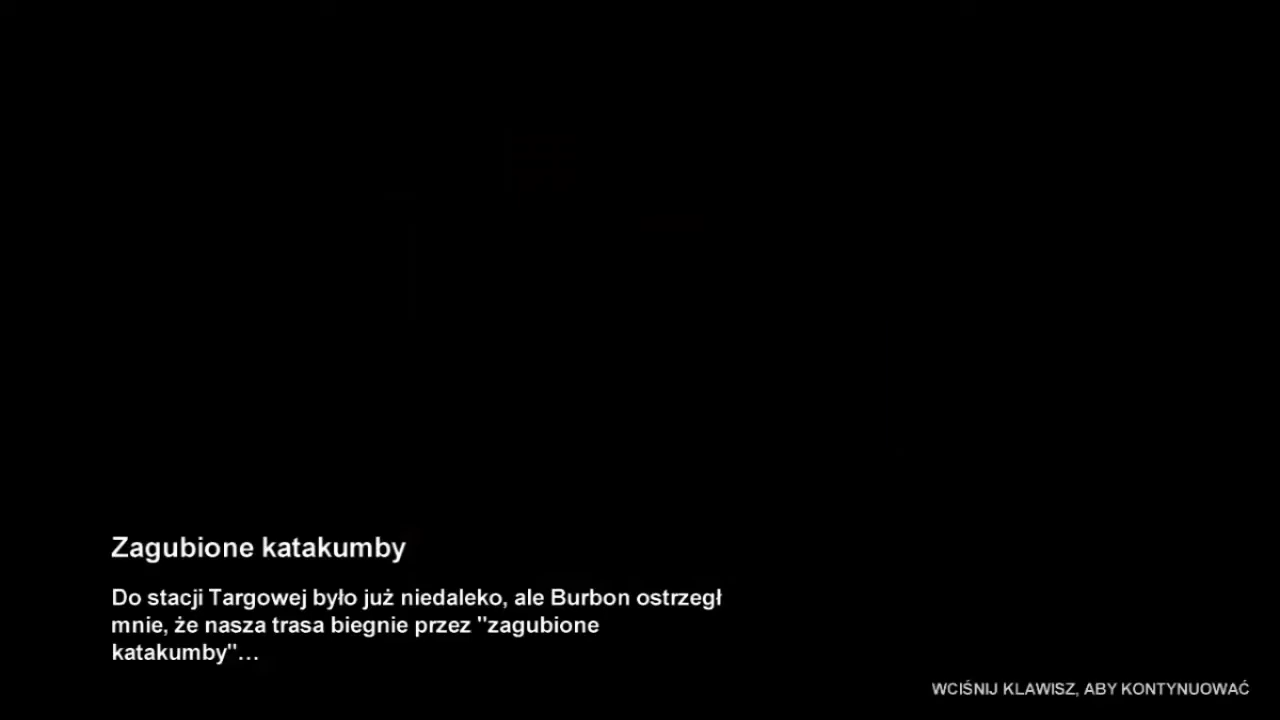 Zagubione katakumby
Do stacji Targowej było już niedaleko, ale Burbon ostrzegł
mnie, że nasza trasa biegnie przez "zagubione
katakumby"...
WCIŚNIJ KLAWISZ, ABY KONTYNUOWAĆ